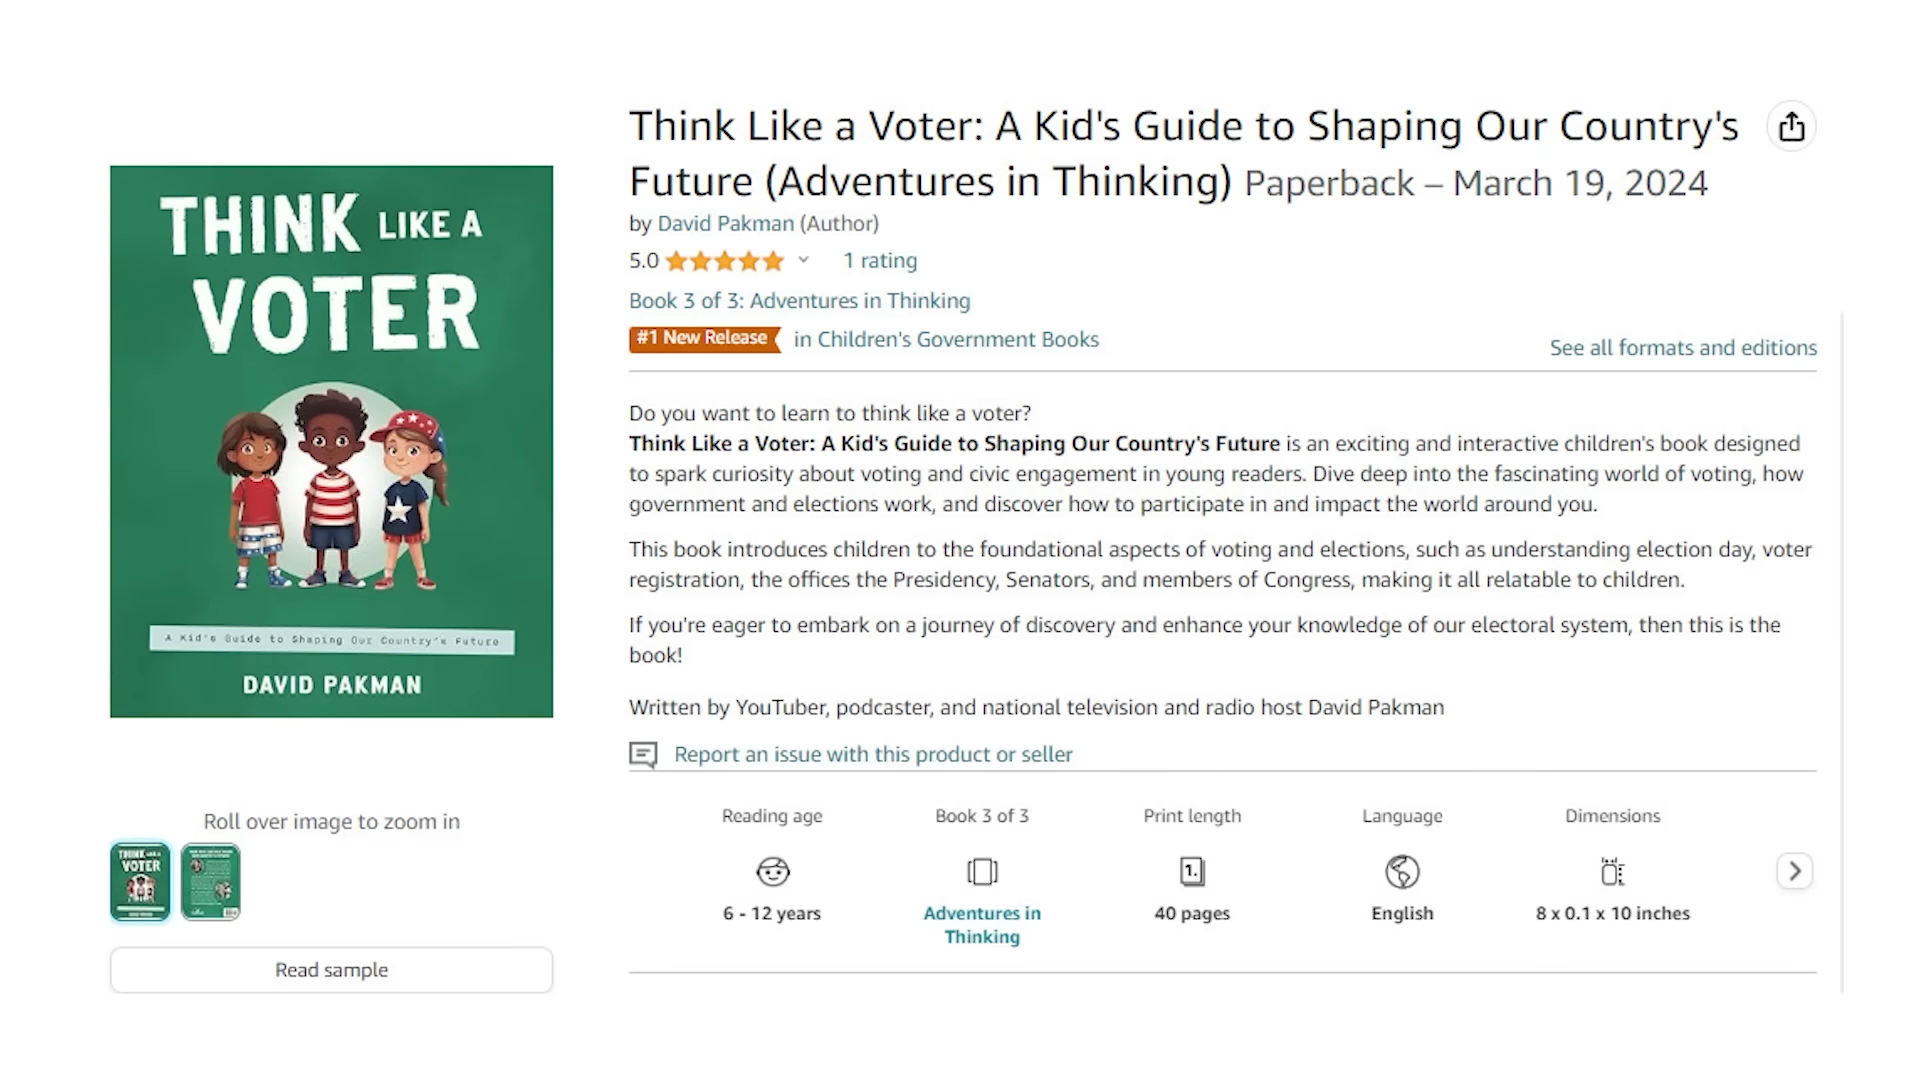 THINK LIKE A
VOTER
A Kid's Guide to Shaping Our Country's Future
DAVID PAKMAN
Roll over image to zoom in
THINK LIKE A
VOTER
Read sample
Think Like a Voter: A Kid's Guide to Shaping Our Country's
Future (Adventures in Thinking) Paperback – March 19, 2024
by David Pakman (Author)
5.0 1 rating
Book 3 of 3: Adventures in Thinking
#1 New Release in Children's Government Books
See all formats and editions
Do you want to learn to think like a voter?
Think Like a Voter: A Kid's Guide to Shaping Our Country's Future is an exciting and interactive children's book designed
to spark curiosity about voting and civic engagement in young readers. Dive deep into the fascinating world of voting, how
government and elections work, and discover how to participate in and impact the world around you.
This book introduces children to the foundational aspects of voting and elections, such as understanding election day, voter
registration, the offices the Presidency, Senators, and members of Congress, making it all relatable to children.
If you're eager to embark on a journey of discovery and enhance your knowledge of our electoral system, then this is the
book!
Written by YouTuber, podcaster, and national television and radio host David Pakman
Report an issue with this product or seller
Reading age Book 3 of 3 Print length Language Dimensions
1.
6 - 12 years Adventures in 40 pages English 8 x 0.1 x 10 inches
Thinking